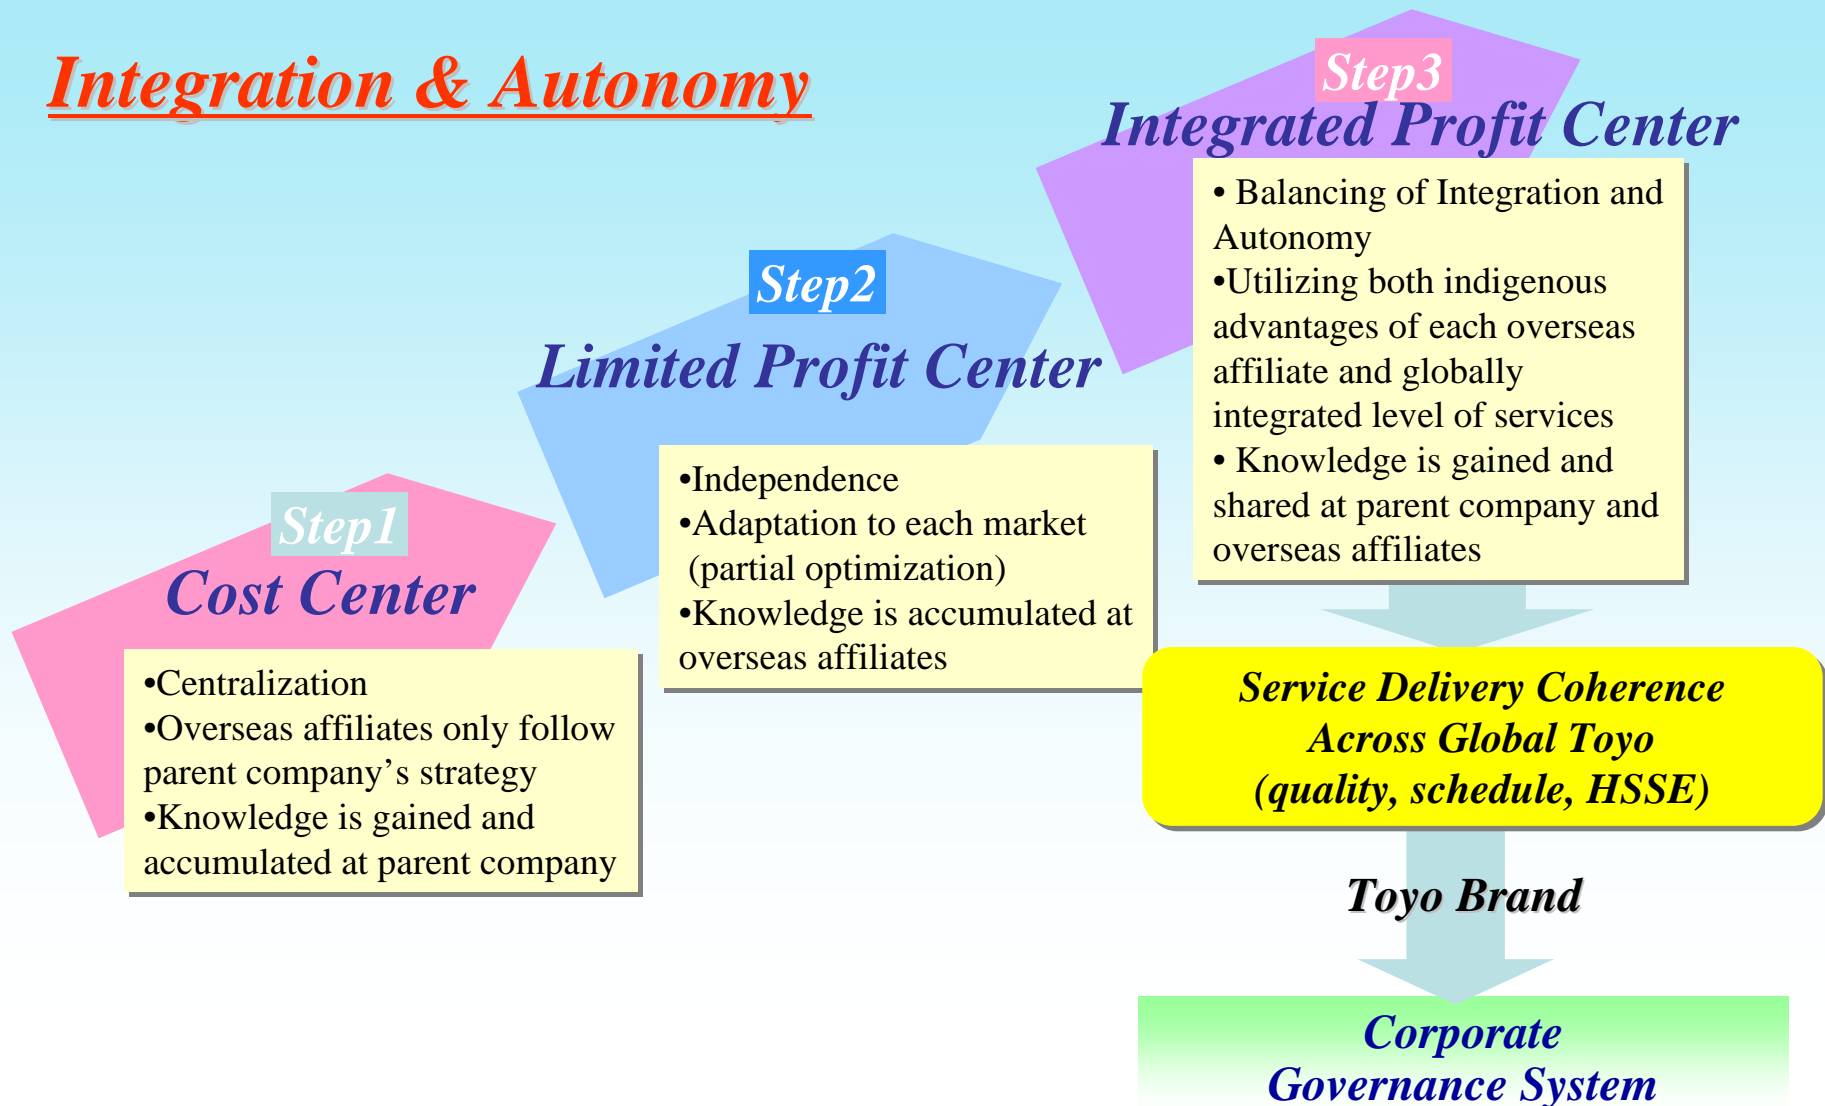 Integration & Autonomy
Step1
Cost Center
•Centralization
•Overseas affiliates only follow
parent company’s strategy
•Knowledge is gained and
accumulated at parent company
Step2
Limited Profit Center
•Independence
•Adaptation to each market
(partial optimization)
•Knowledge is accumulated at
overseas affiliates
Step3
Integrated Profit Center
• Balancing of Integration and
Autonomy
•Utilizing both indigenous
advantages of each overseas
affiliate and globally
integrated level of services
• Knowledge is gained and
shared at parent company and
overseas affiliates
Service Delivery Coherence
Across Global Toyo
(quality, schedule, HSSE)
Toyo Brand
Corporate
Governance System